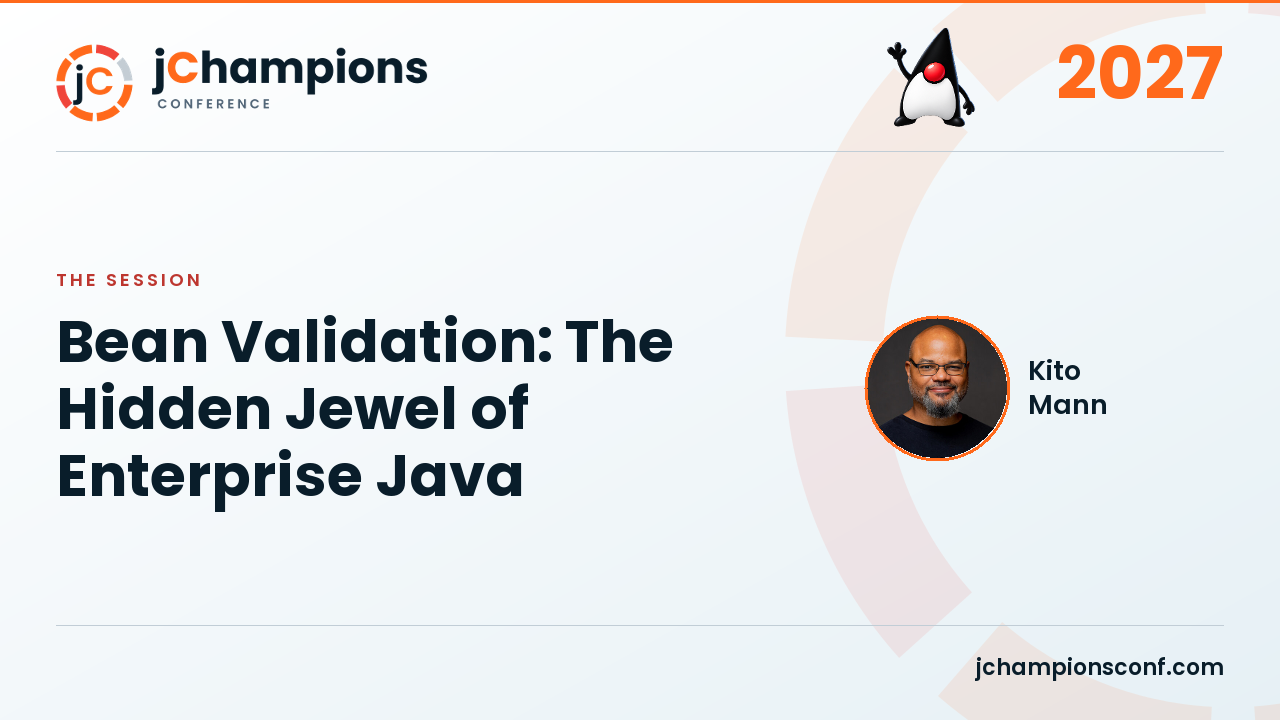 jC
jChampions
CONFERENCE
2027
THE SESSION
Bean Validation: The
Hidden Jewel of
Enterprise Java
Kito
Mann
jchampionsconf.com